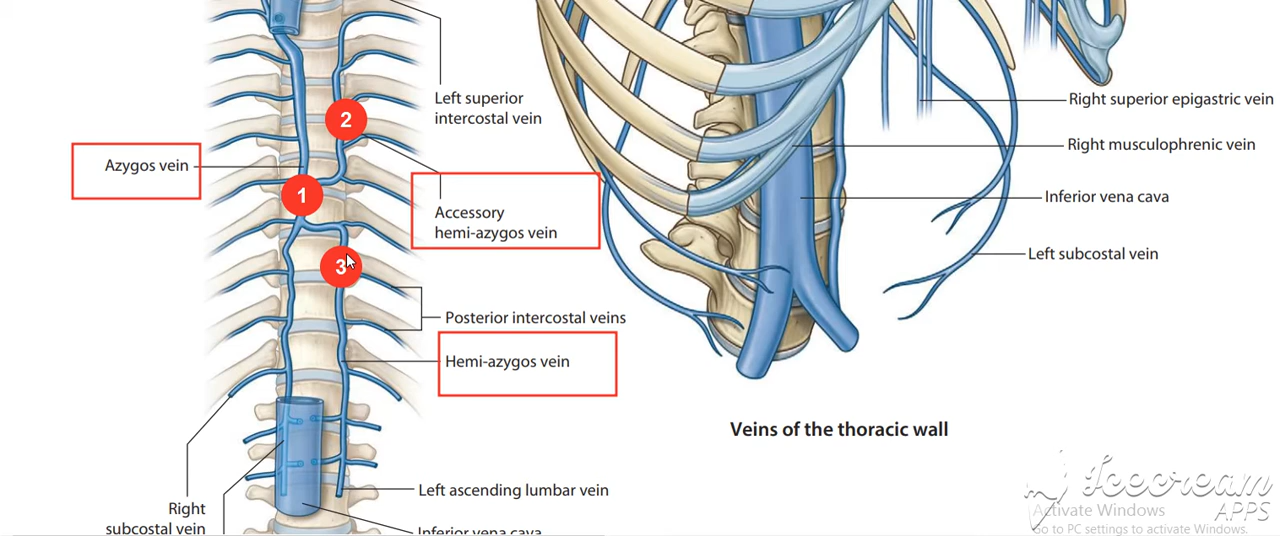 Left superior
intercostal vein
2
Azygos vein
1
Accessory
hemi-azygos vein
3
Posterior intercostal veins
Hemi-azygos vein
Left ascending lumbar vein
Right
subcostal vein
Inferior vena cava
Right superior epigastric vein
Right musculophrenic vein
Inferior vena cava
Left subcostal vein
Veins of the thoracic wall
Icecream
APPS
Activate Windows
Go to PC settings to activate Windows.